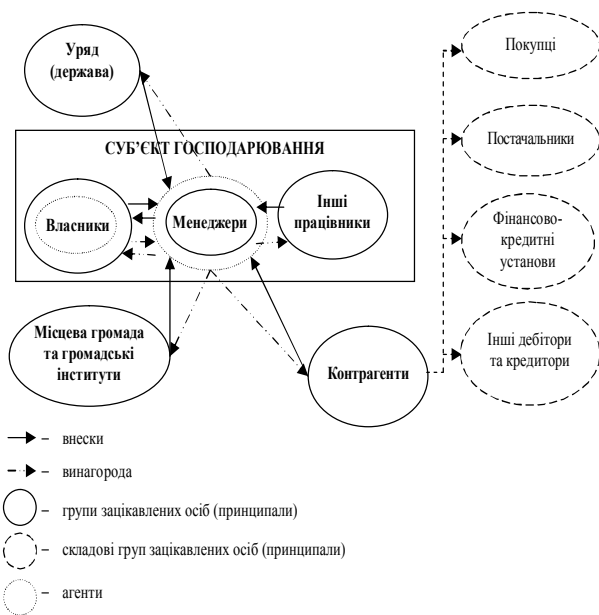 Уряд
(держава)
Покупці
Постачальники
СУБ’ЄКТ ГОСПОДАРЮВАННЯ
Власники
Менеджери
Інші
працівники
Фінансово-
кредитні
установи
Місцева громада
та громадські
інститути
Контрагенти
Інші дебітори
та кредитори
– внески
– винагорода
– групи зацікавлених осіб (принципали)
– складові груп зацікавлених осіб (принципали)
– агенти